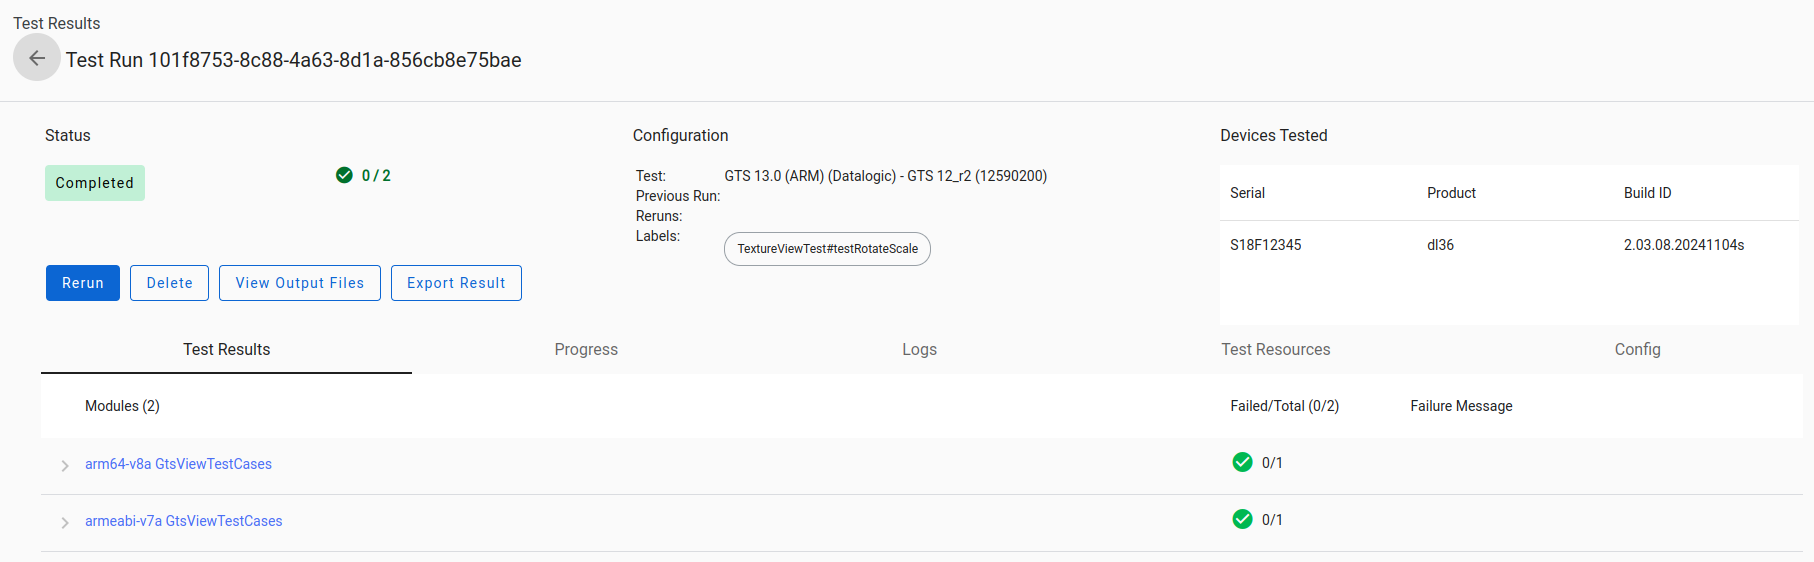 Test Results
Test Run 101f8753-8c88-4a63-8d1a-856cb8e75bae
Status
Completed
0 / 2
Rerun
Delete
View Output Files
Export Result
Configuration
Test: GTS 13.0 (ARM) (Datalogic) - GTS 12_r2 (12590200)
Previous Run:
Reruns:
Labels:
TextureViewTest#testRotateScale
Devices Tested
Serial Product Build ID
S18F12345 dl36 2.03.08.20241104s
Test Results Progress Logs Test Resources Config
Modules (2) Failed/Total (0/2) Failure Message
arm64-v8a GtsViewTestCases 0/1
armeabi-v7a GtsViewTestCases 0/1